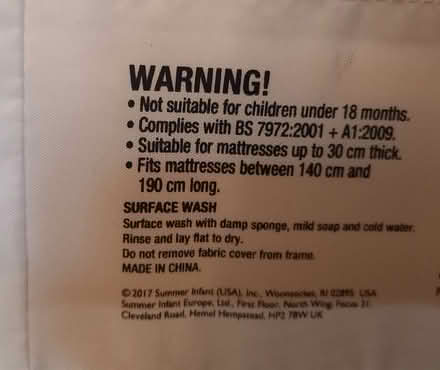 WARNING!
• Not suitable for children under 18 months.
• Complies with BS 7972:2001 + A1:2009.
• Suitable for mattresses up to 30 cm thick.
• Fits mattresses between 140 cm and
190 cm long.
SURFACE WASH
Surface wash with damp sponge, mild soap and cold water.
Rinse and lay flat to dry.
Do not remove fabric cover from frame.
MADE IN CHINA.
© 2017 Summer Infant (USA), Inc., Woonsocket, RI 02895 USA
Summer Infant Europe, Ltd., First Floor, North Wing, Focus 31,
Cleveland Road, Hemel Hempstead, HP2 7BW UK